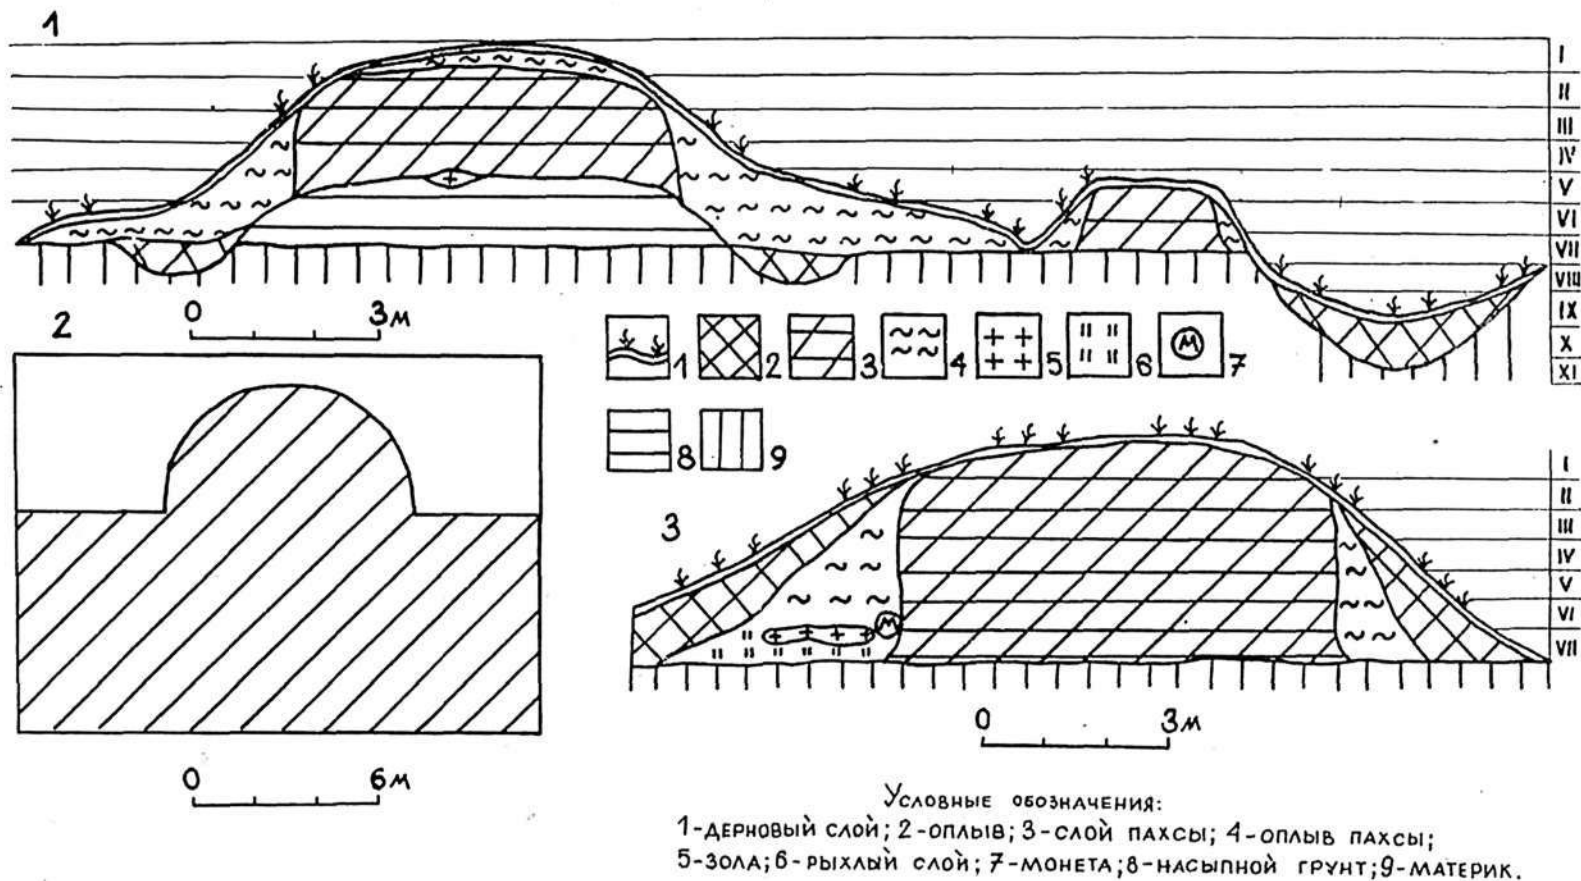 1
I
II
III
IV
V
VI
VII
VIII
IX
X
XI
2
0 3м
1 2 3 4 5 6 М 7
8 9
3
I
II
III
IV
V
VI
VII
М
0 3м
0 6м
Условные обозначения:
1-дерновый слой; 2-оплыв; 3-слой пахсы; 4-оплыв пахсы;
5-зола; 6-рыхлый слой; 7-монета; 8-насыпной грунт; 9-материк.